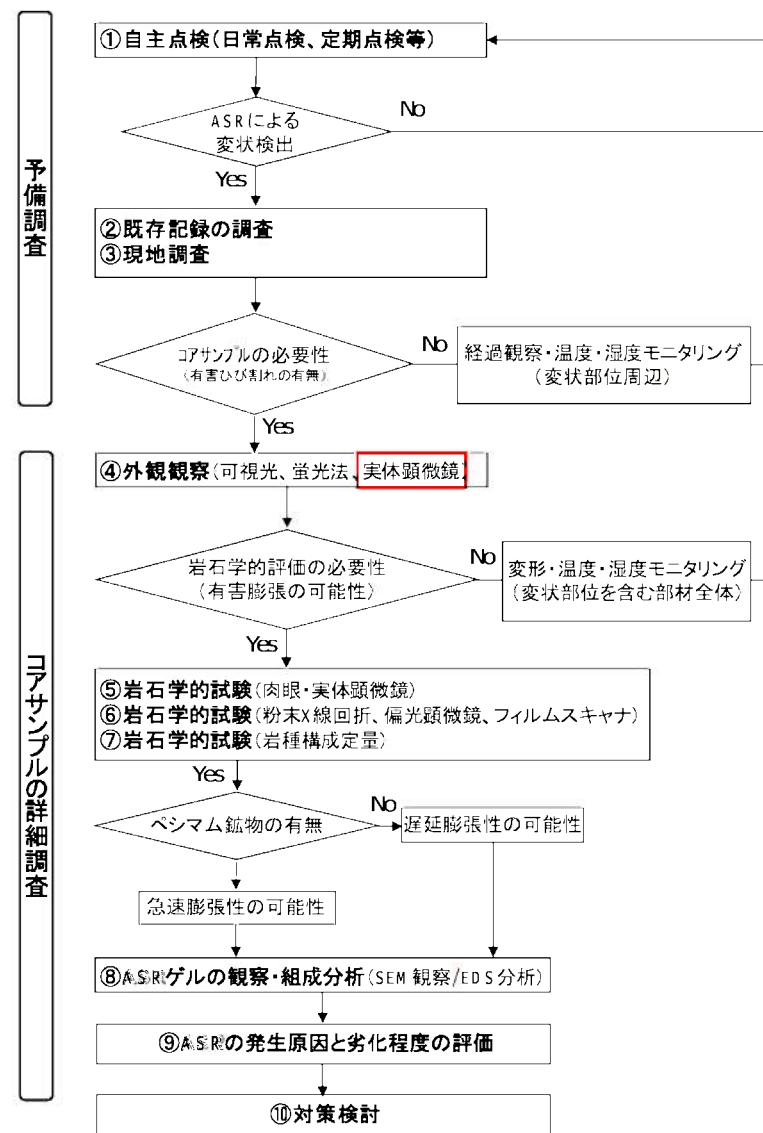 予備調査
①自主点検(日常点検、定期点検等)
ASRによる
変状検出
No
Yes
②既存記録の調査
③現地調査
コアサンプルの必要性
(有害ひび割れの有無)
No
経過観察・温度・湿度モニタリング
(変状部位周辺)
Yes
コアサンプルの詳細調査
④外観観察(可視光、蛍光法、実体顕微鏡)
岩石学的評価の必要性
(有害膨張の可能性)
No
変形・温度・湿度モニタリング
(変状部位を含む部材全体)
Yes
⑤岩石学的試験(肉眼・実体顕微鏡)
⑥岩石学的試験(粉末X線回折、偏光顕微鏡、フィルムスキャナ)
⑦岩石学的試験(岩種構成定量)
Yes
ペシマム鉱物の有無
No
遅延膨張性の可能性
急速膨張性の可能性
⑧ASRゲルの観察・組成分析(SEM観察/EDS分析)
⑨ASRの発生原因と劣化程度の評価
⑩対策検討